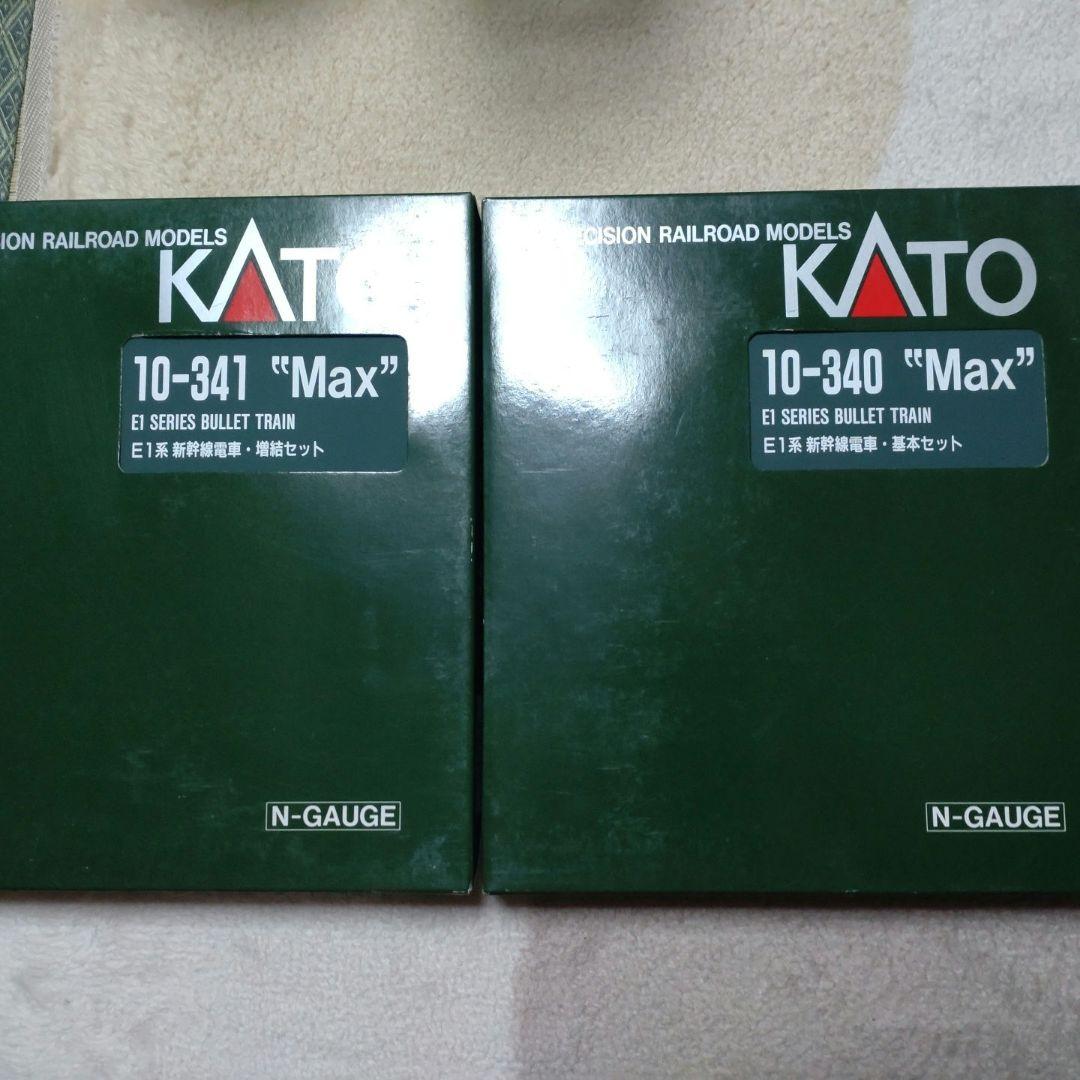 SION RAILROAD MODELS
KATO
10-341 “Max”
E1 SERIES BULLET TRAIN
E1系 新幹線電車・増結セット
N-GAUGE
CISION RAILROAD MODELS
KATO
10-340 “Max”
E1 SERIES BULLET TRAIN
E1系 新幹線電車・基本セット
N-GAUGE